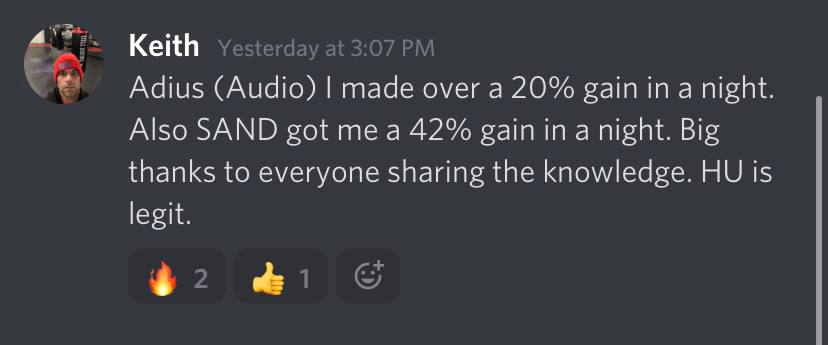 Keith Yesterday at 3:07 PM
Adius (Audio) I made over a 20% gain in a night.
Also SAND got me a 42% gain in a night. Big
thanks to everyone sharing the knowledge. HU is
legit.
🔥 2 👍 1